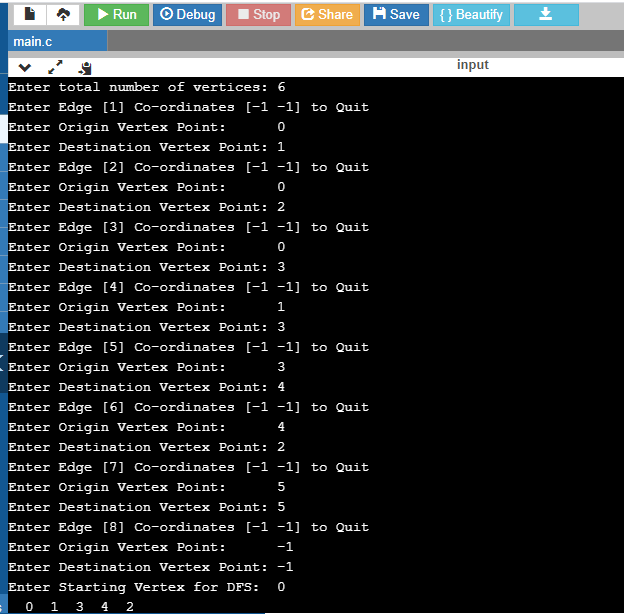 Run Debug Stop Share Save { } Beautify
main.c
input
Enter total number of vertices: 6
Enter Edge [1] Co-ordinates [-1 -1] to Quit
Enter Origin Vertex Point: 0
Enter Destination Vertex Point: 1
Enter Edge [2] Co-ordinates [-1 -1] to Quit
Enter Origin Vertex Point: 0
Enter Destination Vertex Point: 2
Enter Edge [3] Co-ordinates [-1 -1] to Quit
Enter Origin Vertex Point: 0
Enter Destination Vertex Point: 3
Enter Edge [4] Co-ordinates [-1 -1] to Quit
Enter Origin Vertex Point: 1
Enter Destination Vertex Point: 3
Enter Edge [5] Co-ordinates [-1 -1] to Quit
Enter Origin Vertex Point: 3
Enter Destination Vertex Point: 4
Enter Edge [6] Co-ordinates [-1 -1] to Quit
Enter Origin Vertex Point: 4
Enter Destination Vertex Point: 2
Enter Edge [7] Co-ordinates [-1 -1] to Quit
Enter Origin Vertex Point: 5
Enter Destination Vertex Point: 5
Enter Edge [8] Co-ordinates [-1 -1] to Quit
Enter Origin Vertex Point: -1
Enter Destination Vertex Point: -1
Enter Starting Vertex for DFS: 0
0 1 3 4 2